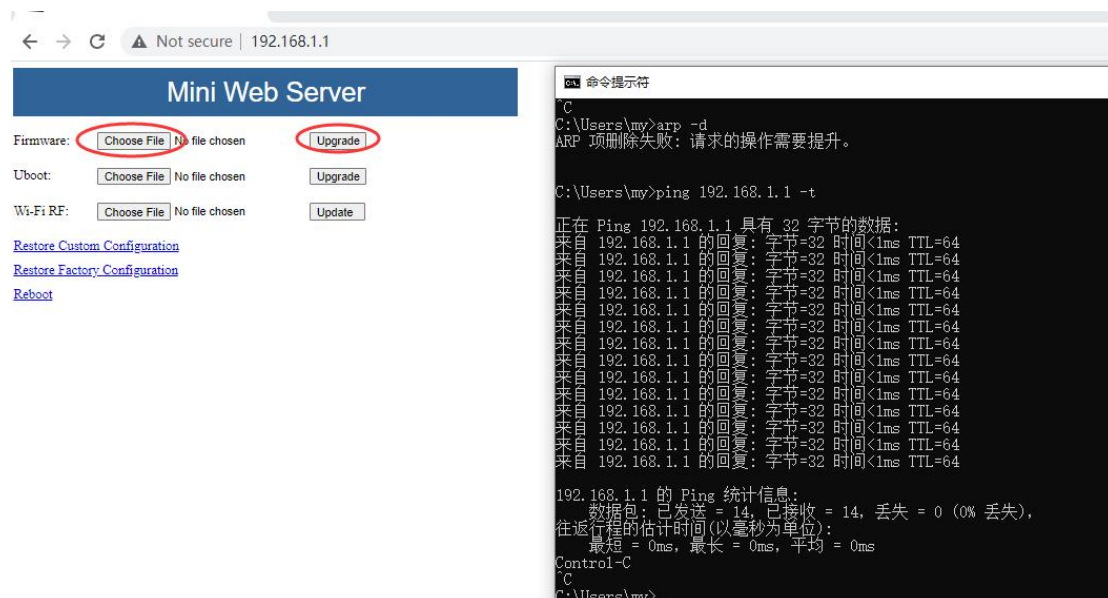 Not secure | 192.168.1.1
Mini Web Server
Firmware: Choose File No file chosen Upgrade
Uboot: Choose File No file chosen Upgrade
Wi-Fi RF: Choose File No file chosen Update
Restore Custom Configuration
Restore Factory Configuration
Reboot
命令提示符
^C
C:\Users\my>arp -d
ARP 项删除失败: 请求的操作需要提升。
C:\Users\my>ping 192.168.1.1 -t
正在 Ping 192.168.1.1 具有 32 字节的数据:
来自 192.168.1.1 的回复: 字节=32 时间<1ms TTL=64
来自 192.168.1.1 的回复: 字节=32 时间<1ms TTL=64
来自 192.168.1.1 的回复: 字节=32 时间<1ms TTL=64
来自 192.168.1.1 的回复: 字节=32 时间<1ms TTL=64
来自 192.168.1.1 的回复: 字节=32 时间<1ms TTL=64
来自 192.168.1.1 的回复: 字节=32 时间<1ms TTL=64
来自 192.168.1.1 的回复: 字节=32 时间<1ms TTL=64
来自 192.168.1.1 的回复: 字节=32 时间<1ms TTL=64
来自 192.168.1.1 的回复: 字节=32 时间<1ms TTL=64
来自 192.168.1.1 的回复: 字节=32 时间<1ms TTL=64
来自 192.168.1.1 的回复: 字节=32 时间<1ms TTL=64
来自 192.168.1.1 的回复: 字节=32 时间<1ms TTL=64
来自 192.168.1.1 的回复: 字节=32 时间<1ms TTL=64
来自 192.168.1.1 的回复: 字节=32 时间<1ms TTL=64
192.168.1.1 的 Ping 统计信息:
数据包: 已发送 = 14, 已接收 = 14, 丢失 = 0 (0% 丢失),
往返行程的估计时间(以毫秒为单位):
最短 = 0ms, 最长 = 0ms, 平均 = 0ms
Control-C
^C
C:\Users\my>